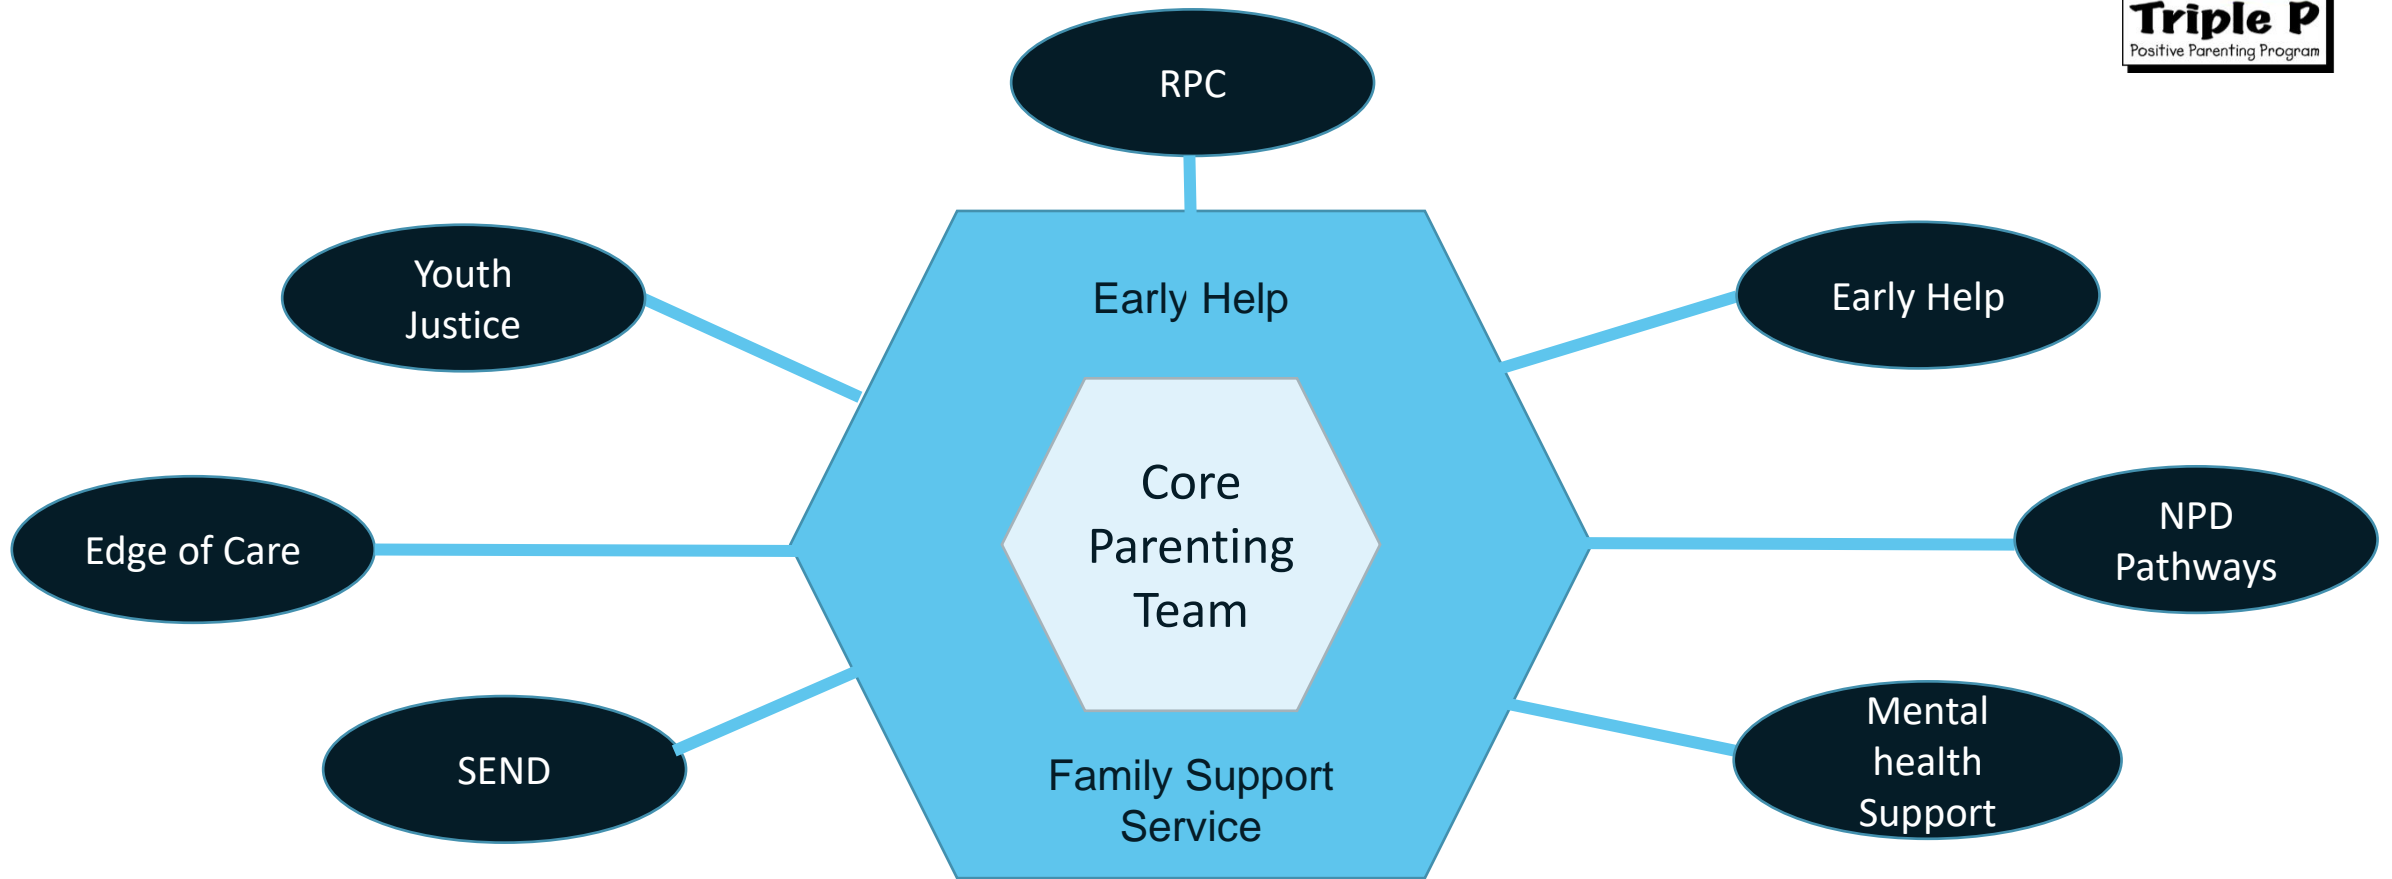 Triple P
Positive Parenting Program
RPC
Youth
Justice
Early Help
Early Help
Edge of Care
Core
Parenting
Team
NPD
Pathways
SEND
Family Support
Service
Mental
health
Support